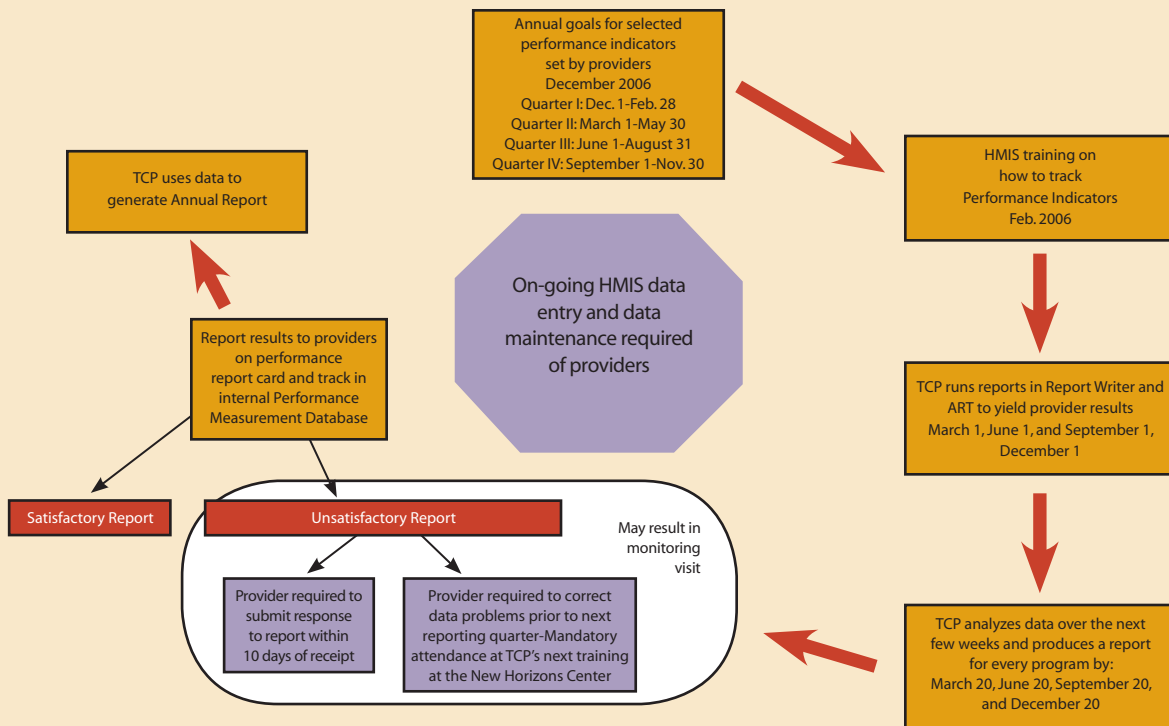 Annual goals for selected
performance indicators
set by providers
December 2006
Quarter I: Dec. 1-Feb. 28
Quarter II: March 1-May 30
Quarter III: June 1-August 31
Quarter IV: September 1-Nov. 30
HMIS training on
how to track
Performance Indicators
Feb. 2006
TCP runs reports in Report Writer and
ART to yield provider results
March 1, June 1, and September 1,
December 1
TCP analyzes data over the next
few weeks and produces a report
for every program by:
March 20, June 20, September 20,
and December 20
On-going HMIS data
entry and data
maintenance required
of providers
TCP uses data to
generate Annual Report
Report results to providers
on performance
report card and track in
internal Performance
Measurement Database
Satisfactory Report
Unsatisfactory Report
May result in
monitoring
visit
Provider required to
submit response
to report within
10 days of receipt
Provider required to correct
data problems prior to next
reporting quarter-Mandatory
attendance at TCP's next training
at the New Horizons Center